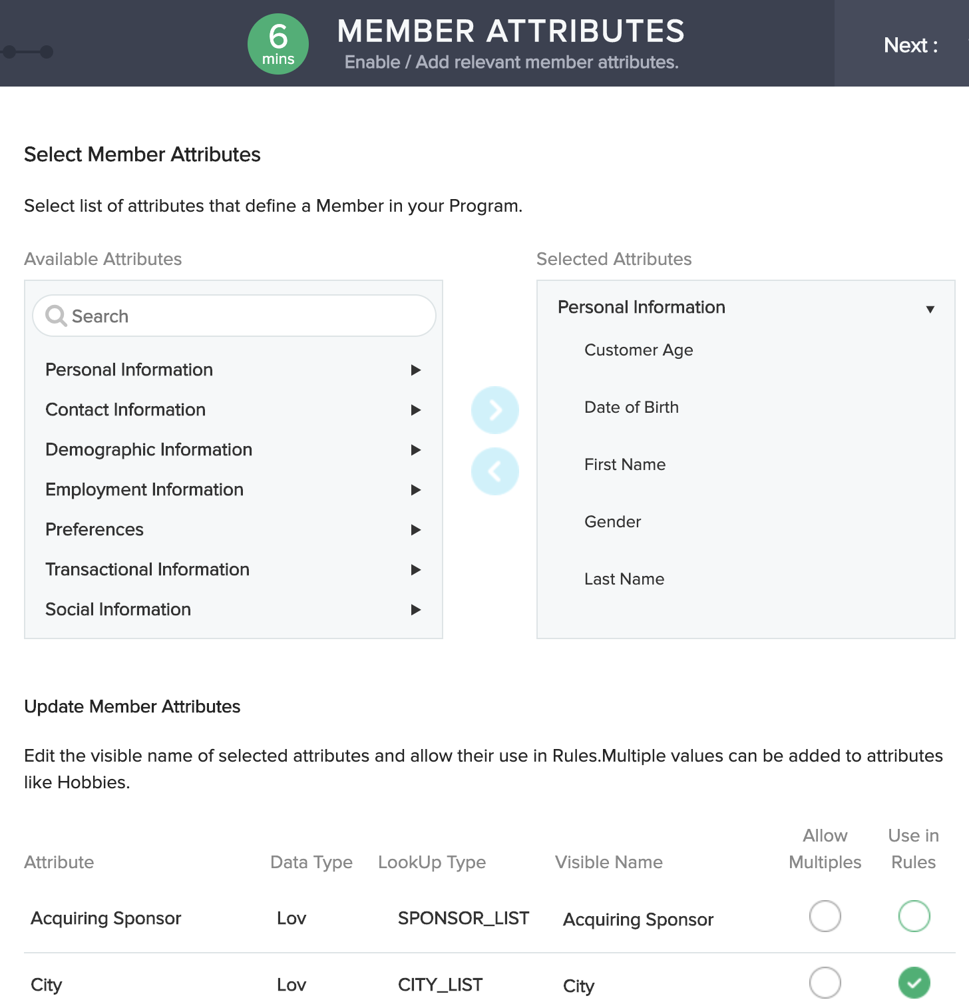 6
mins
MEMBER ATTRIBUTES
Enable / Add relevant member attributes.
Next :
Select Member Attributes
Select list of attributes that define a Member in your Program.
Available Attributes
Search
Personal Information
Contact Information
Demographic Information
Employment Information
Preferences
Transactional Information
Social Information
Selected Attributes
Personal Information
Customer Age
Date of Birth
First Name
Gender
Last Name
Update Member Attributes
Edit the visible name of selected attributes and allow their use in Rules.Multiple values can be added to attributes
like Hobbies.
Attribute Data Type LookUp Type Visible Name Allow Multiples Use in Rules
Acquiring Sponsor Lov SPONSOR_LIST Acquiring Sponsor
City Lov CITY_LIST City